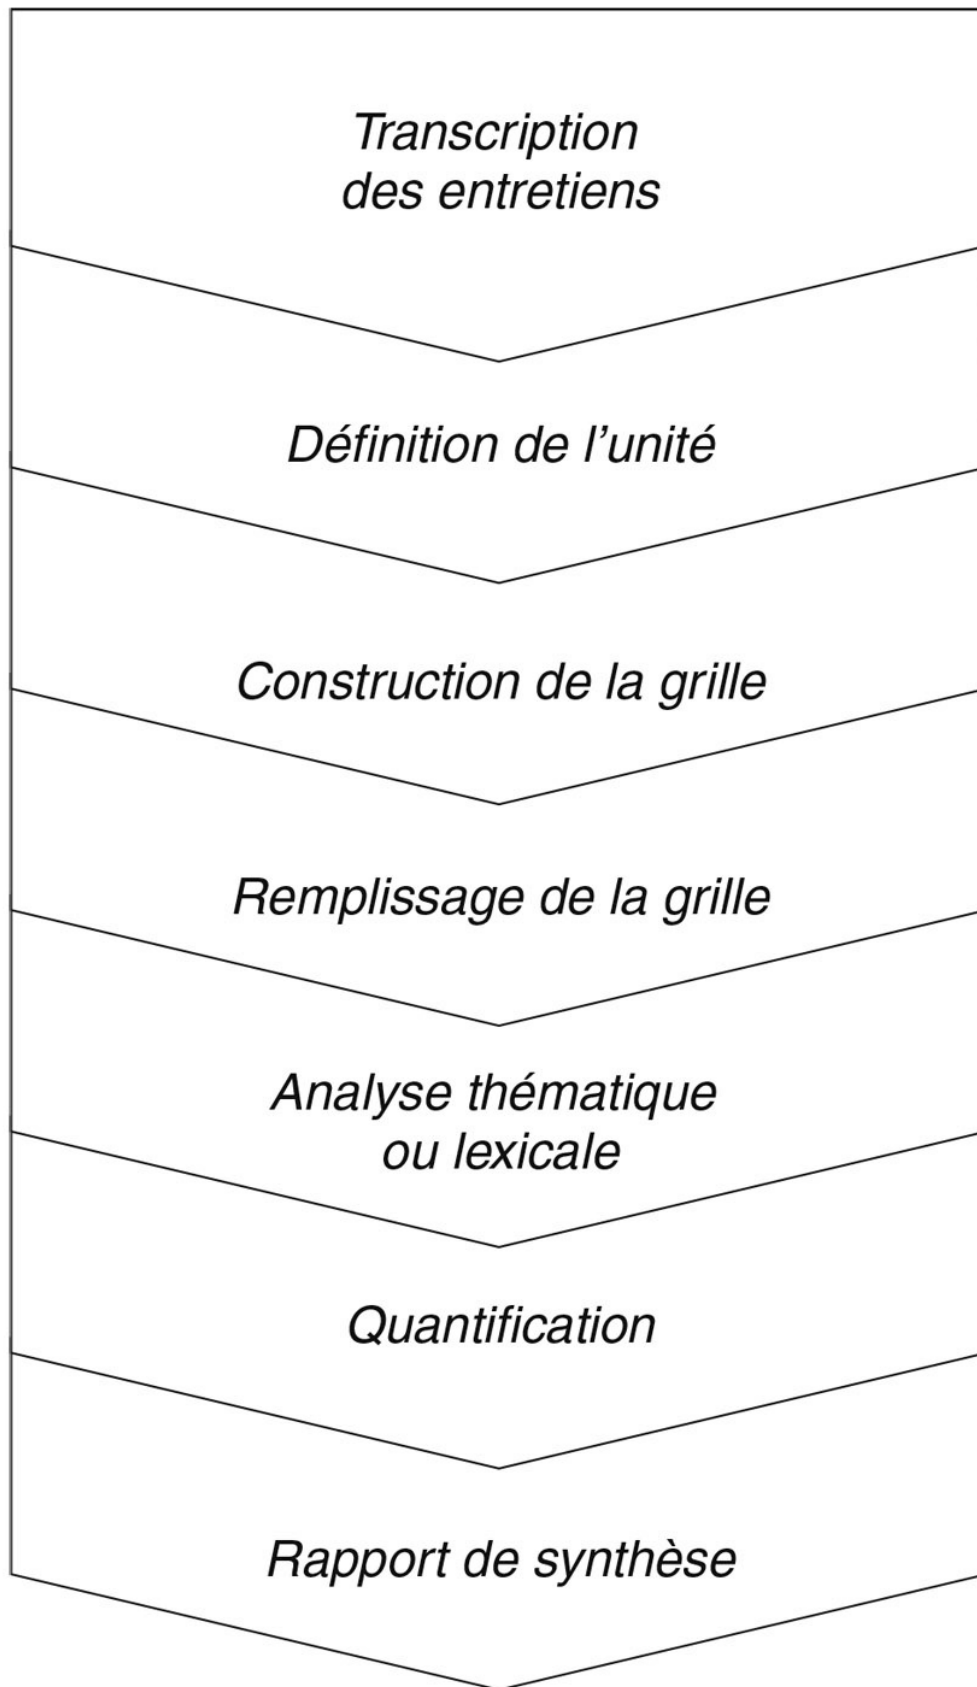 Transcription
des entretiens
Définition de l’unité
Construction de la grille
Remplissage de la grille
Analyse thématique
ou lexicale
Quantification
Rapport de synthèse